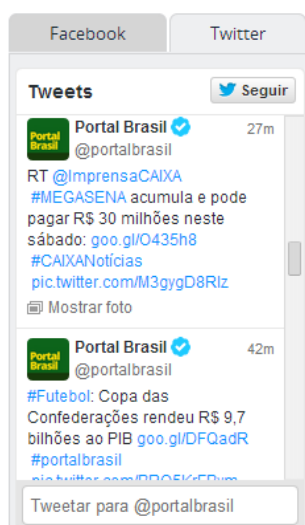 Facebook Twitter
Tweets Seguir
Portal Brasil 27m
Portal
Brasil
@portalbrasil
RT @ImprensaCAIXA
#MEGASENA acumula e pode
pagar R$ 30 milhões neste
sábado: goo.gl/O435h8
#CAIXANotícias
pic.twitter.com/M3gygD8RIz
Mostrar foto
Portal Brasil 42m
Portal
Brasil
@portalbrasil
#Futebol: Copa das
Confederações rendeu R$ 9,7
bilhões ao PIB goo.gl/DFQadR
#portalbrasil
Tweetar para @portalbrasil